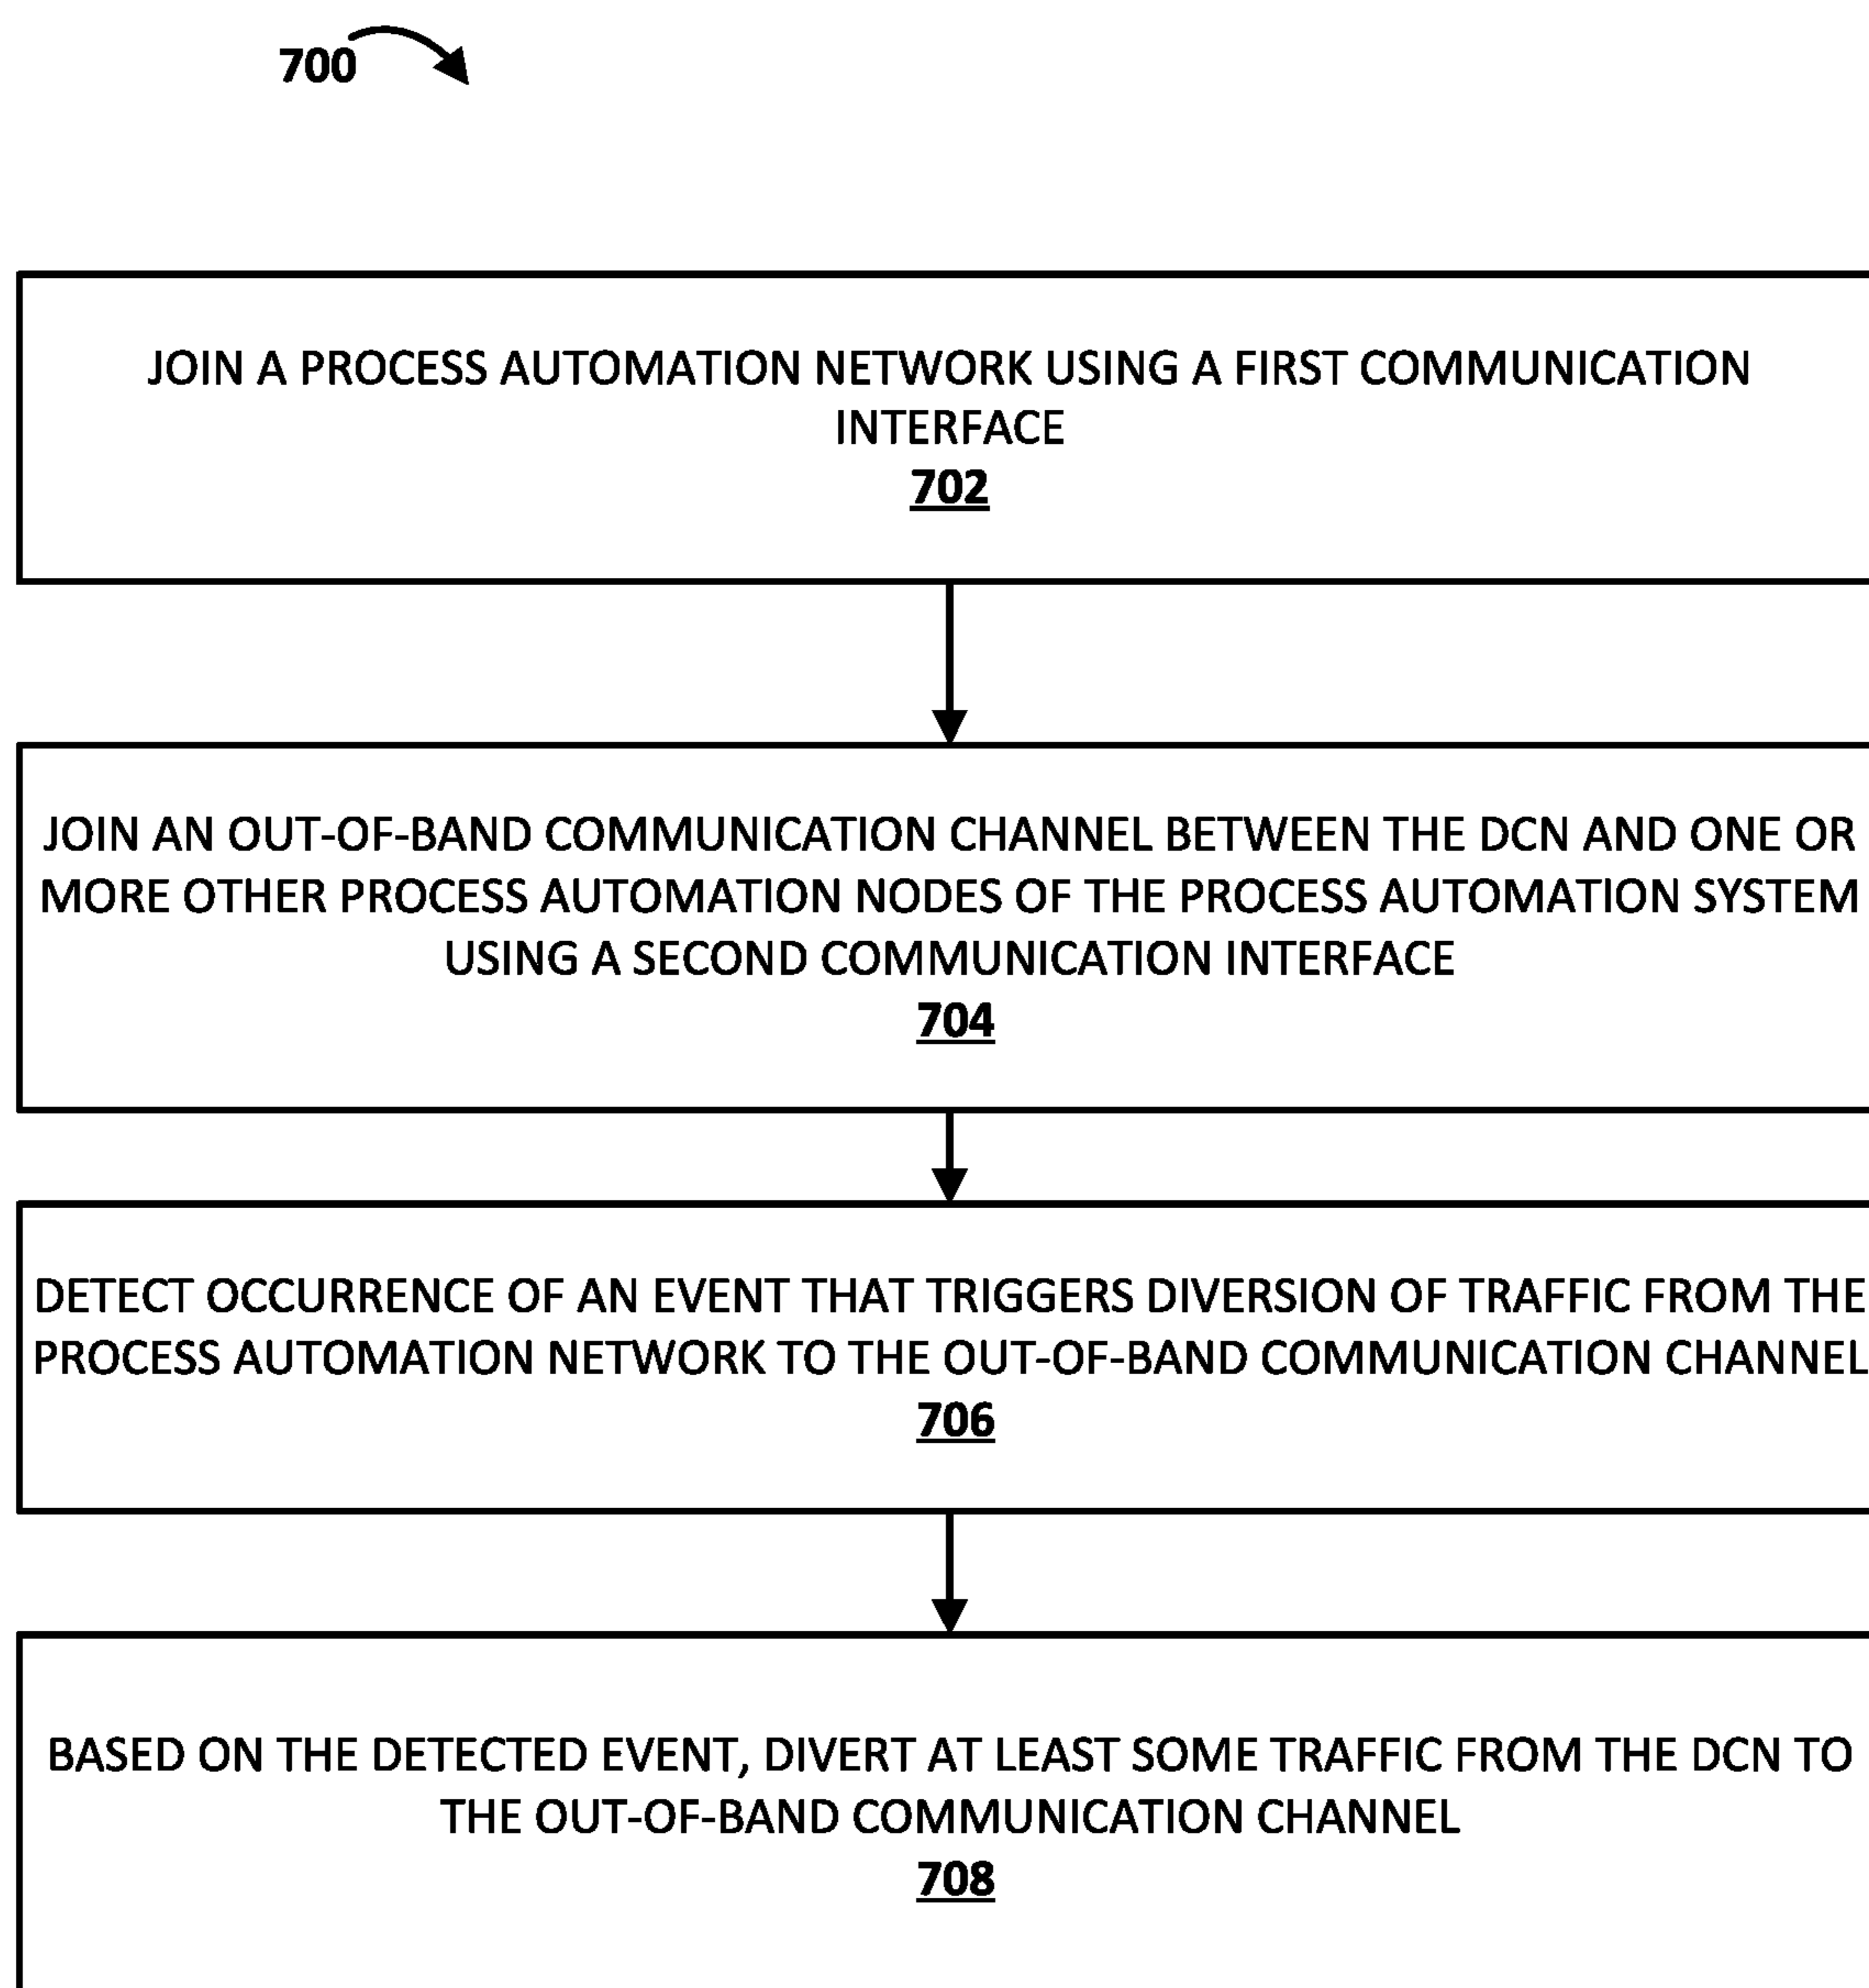 700
JOIN A PROCESS AUTOMATION NETWORK USING A FIRST COMMUNICATION
INTERFACE
702
JOIN AN OUT-OF-BAND COMMUNICATION CHANNEL BETWEEN THE DCN AND ONE OR
MORE OTHER PROCESS AUTOMATION NODES OF THE PROCESS AUTOMATION SYSTEM
USING A SECOND COMMUNICATION INTERFACE
704
DETECT OCCURRENCE OF AN EVENT THAT TRIGGERS DIVERSION OF TRAFFIC FROM THE
PROCESS AUTOMATION NETWORK TO THE OUT-OF-BAND COMMUNICATION CHANNEL
706
BASED ON THE DETECTED EVENT, DIVERT AT LEAST SOME TRAFFIC FROM THE DCN TO
THE OUT-OF-BAND COMMUNICATION CHANNEL
708